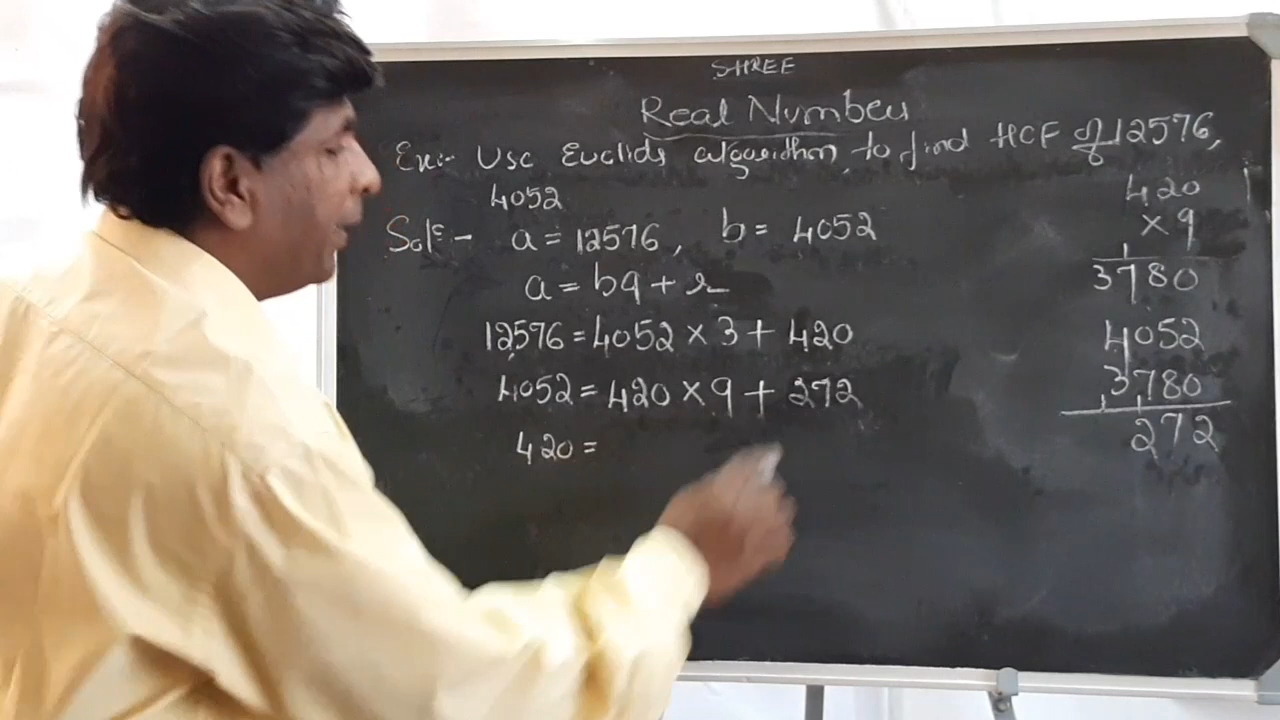 SHREE
Real Number
Ex:- Use Euclids algorithm to find HCF of 12576,
4052
Sol:- a = 12576, b = 4052
a = bq + r
12576 = 4052 × 3 + 420
4052 = 420 × 9 + 272
420 =
420
× 9
1
3780
4052
3780
272